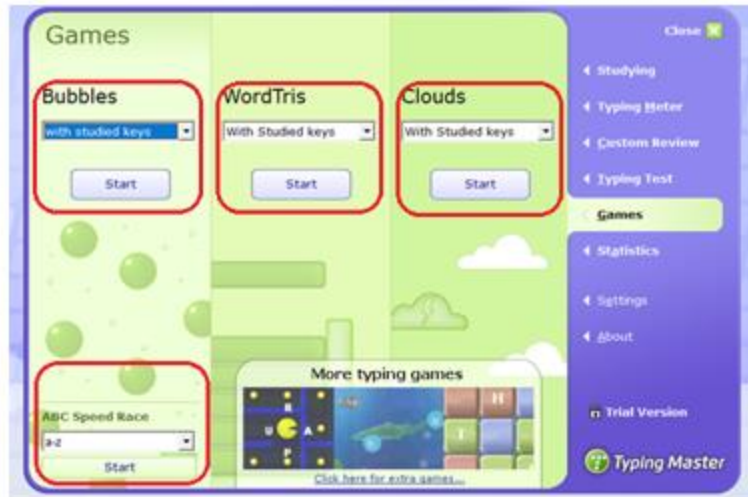 Games
Close
Bubbles
WordTris
Clouds
with studied keys
With Studied keys
With Studied keys
Start
Start
Start
Studying
Typing Meter
Custom Review
Typing Test
Games
Statistics
Settings
About
More typing games
R
U
A
P
H
T
Click here for extra games...
ABC Speed Race
a-z
Start
Trial Version
Typing Master